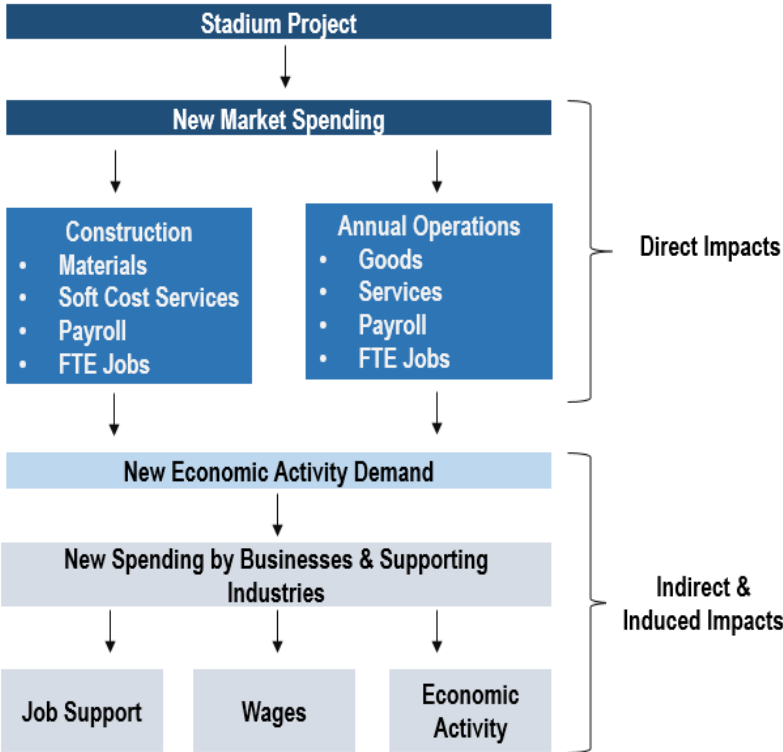 Stadium Project
New Market Spending
Construction
• Materials
• Soft Cost Services
• Payroll
• FTE Jobs
Annual Operations
• Goods
• Services
• Payroll
• FTE Jobs
Direct Impacts
New Economic Activity Demand
New Spending by Businesses & Supporting
Industries
Indirect &
Induced Impacts
Job Support
Wages
Economic
Activity